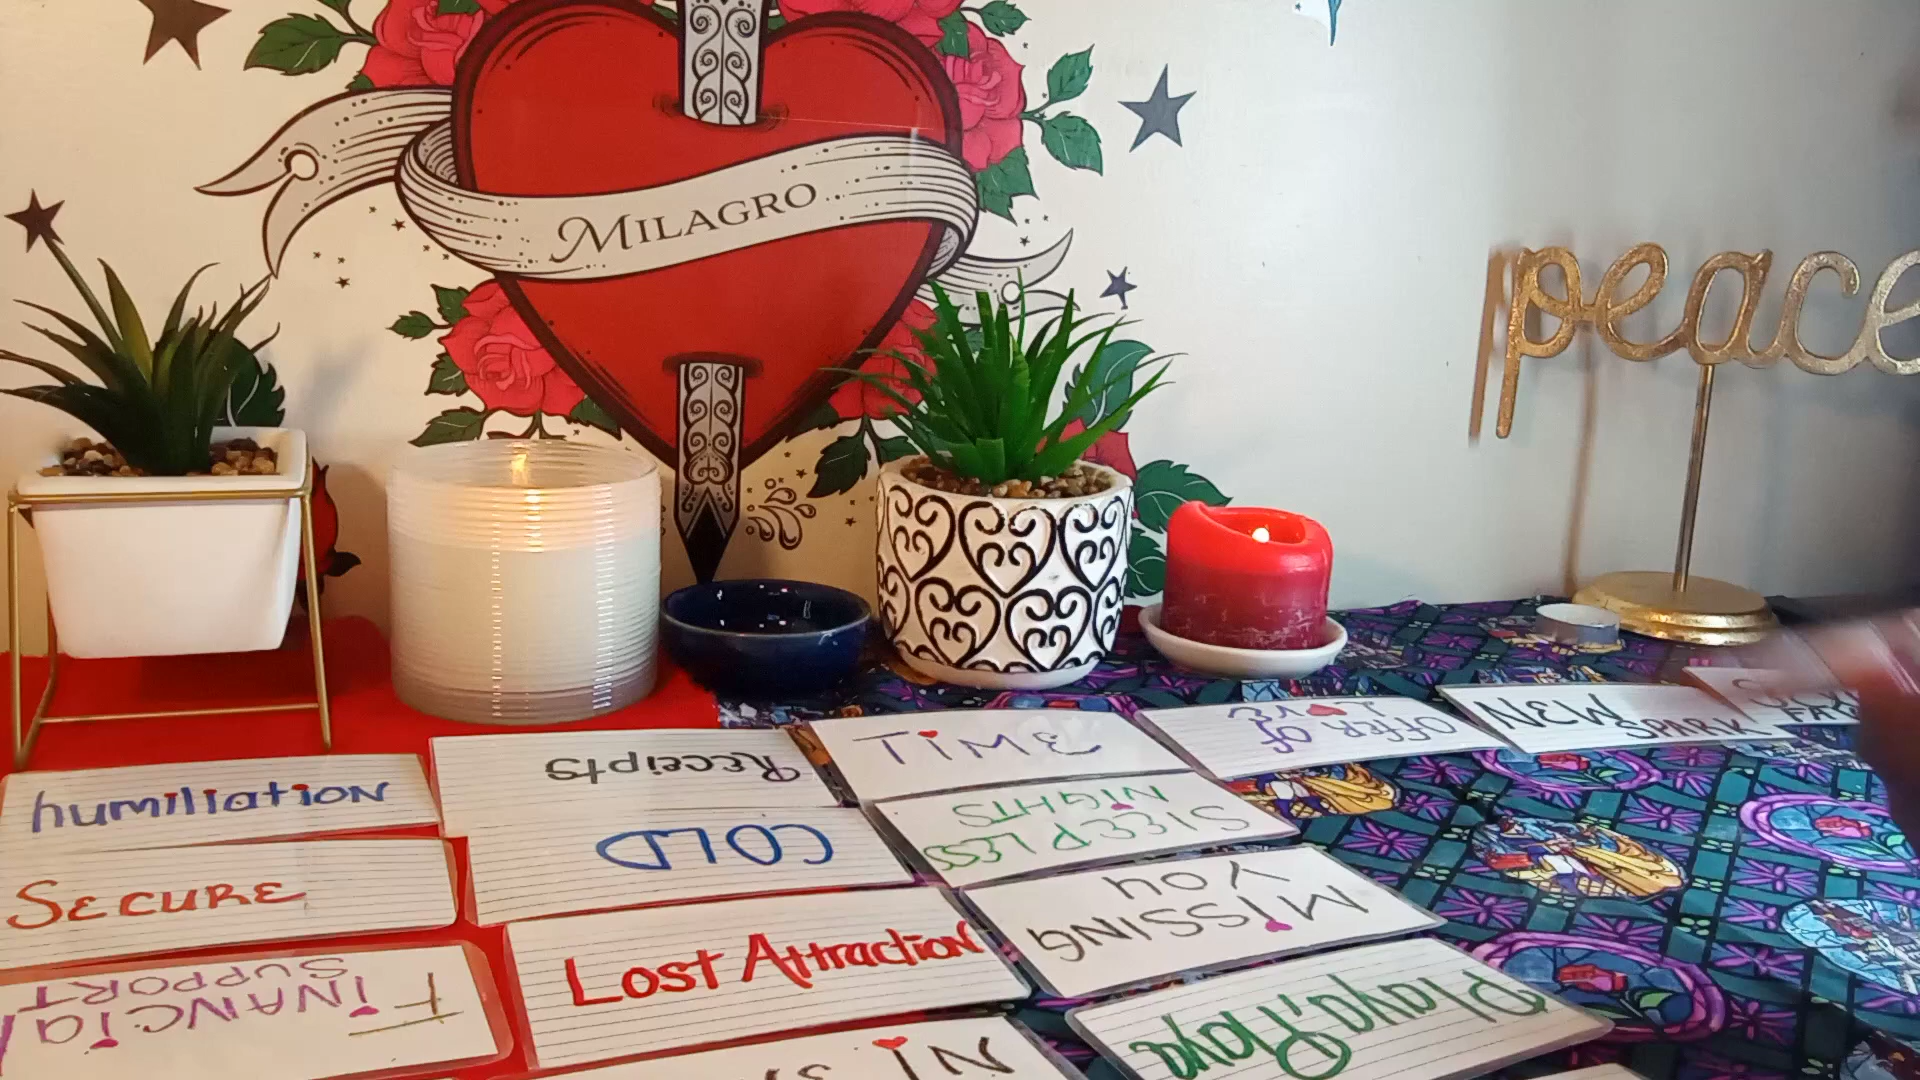 MILAGRO
peace
humiliation
Receipts
TIME
OFFER
OF
LOVE
NEW
SPARK
SECURE
COLD
SLEEPLESS
NIGHTS
FINANCIAL
SUPPORT
Lost Attraction
MISSING
YOU
Playa, Playa